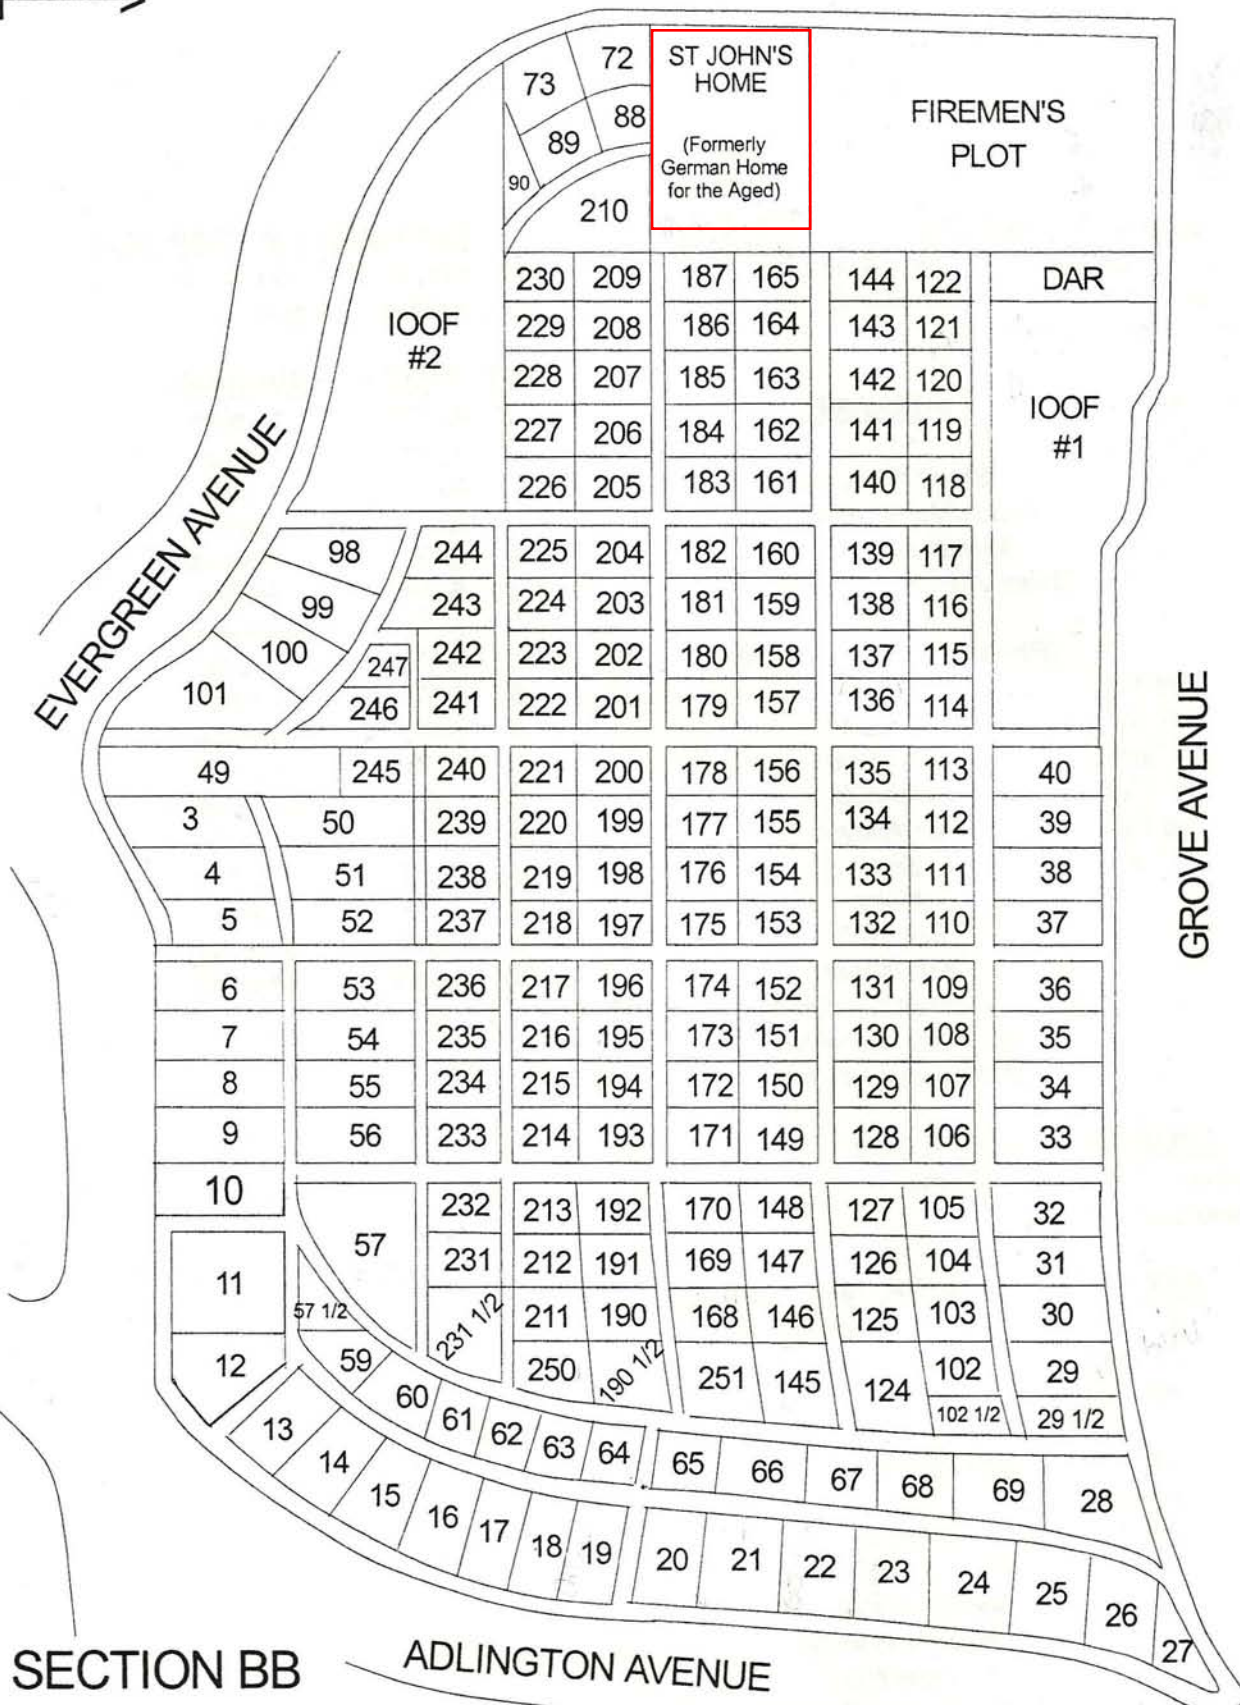 72 ST JOHN'S
73 HOME
FIREMEN'S
88
89 (Formerly PLOT
German Home
90 for the Aged)
210
230 209 187 165 144 122 DAR
IOOF 229 208 186 164 143 121
#2
228 207 185 163 142 120
IOOF
227 206 184 162 141 119 #1
226 205 183 161 140 118
EVERGREEN AVENUE
98 244 225 204 182 160 139 117
99 243 224 203 181 159 138 116
100 247 242 223 202 180 158 137 115
101 246 241 222 201 179 157 136 114
GROVE AVENUE
49 245 240 221 200 178 156 135 113 40
3 50 239 220 199 177 155 134 112 39
4 51 238 219 198 176 154 133 111 38
5 52 237 218 197 175 153 132 110 37
6 53 236 217 196 174 152 131 109 36
7 54 235 216 195 173 151 130 108 35
8 55 234 215 194 172 150 129 107 34
9 56 233 214 193 171 149 128 106 33
10 232 213 192 170 148 127 105 32
57 231 212 191 169 147 126 104 31
11
57 1/2 231 1/2 211 190 168 146 125 103 30
12 59 250 190 1/2 251 145 124 102 29
102 1/2 29 1/2
60 61 62 63 64 65 66 67 68 69 28
13 14 15 16 17 18 19 20 21 22 23 24 25 26 27
SECTION BB
ADLINGTON AVENUE